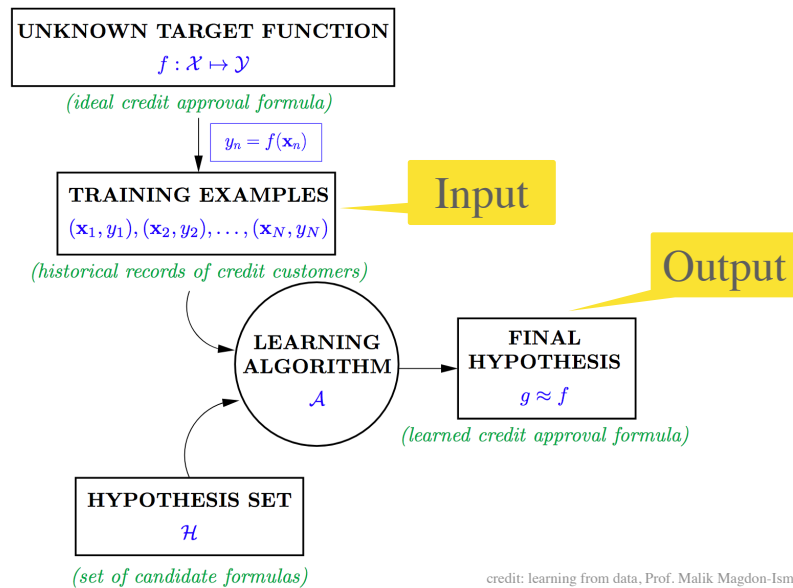 UNKNOWN TARGET FUNCTION
f : 𝒳 ↦ 𝒴
(ideal credit approval formula)
yₙ = f(𝐱ₙ)
TRAINING EXAMPLES
(𝐱₁, y₁), (𝐱₂, y₂), . . . , (𝐱_N, y_N)
(historical records of credit customers)
Input
Output
LEARNING
ALGORITHM
𝒜
FINAL
HYPOTHESIS
g ≈ f
(learned credit approval formula)
HYPOTHESIS SET
ℋ
(set of candidate formulas)
credit: learning from data, Prof. Malik Magdon-Ism